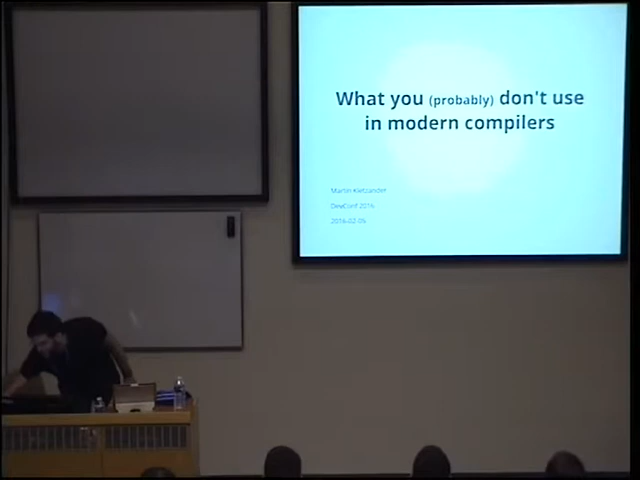 What you (probably) don't use
in modern compilers
Martin Kletzander
DevConf 2016
2016-02-05